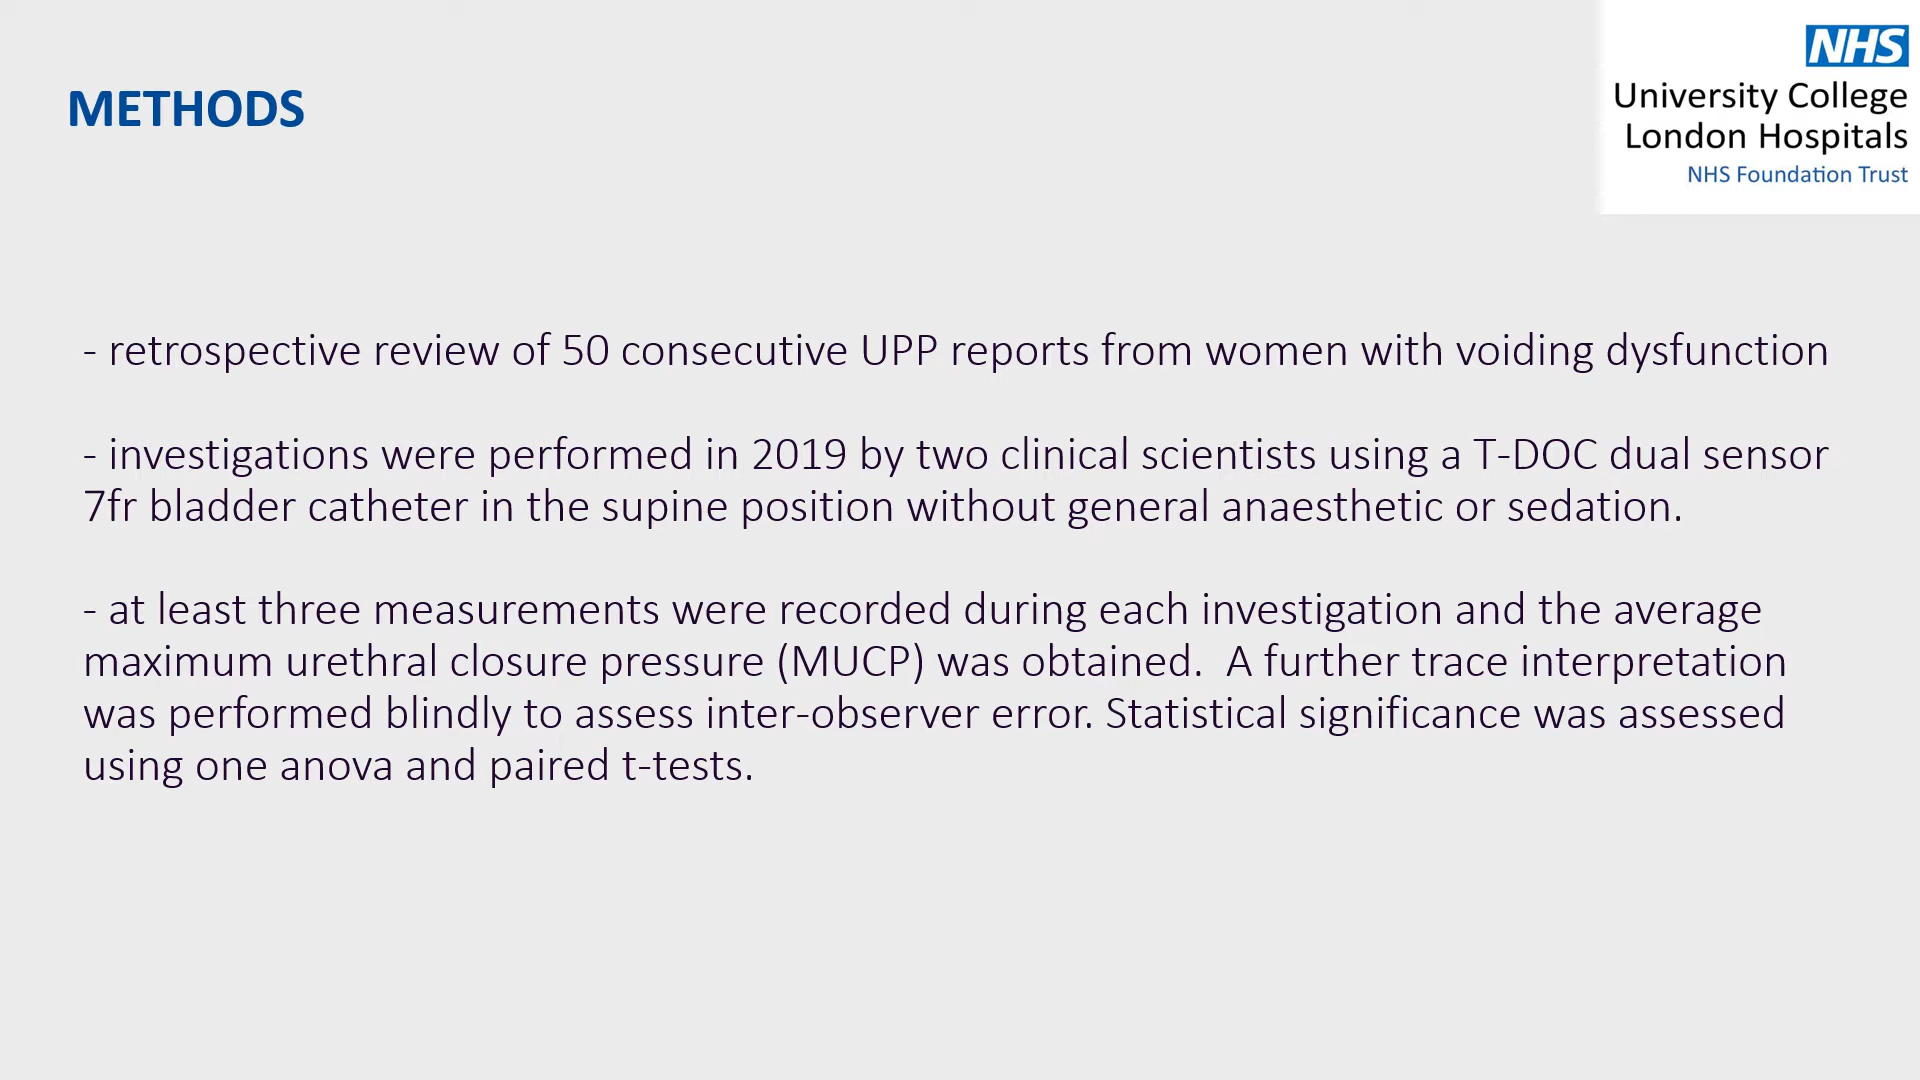 NHS
University College
London Hospitals
NHS Foundation Trust
METHODS
- retrospective review of 50 consecutive UPP reports from women with voiding dysfunction
- investigations were performed in 2019 by two clinical scientists using a T-DOC dual sensor
7fr bladder catheter in the supine position without general anaesthetic or sedation.
- at least three measurements were recorded during each investigation and the average
maximum urethral closure pressure (MUCP) was obtained.  A further trace interpretation
was performed blindly to assess inter-observer error. Statistical significance was assessed
using one anova and paired t-tests.